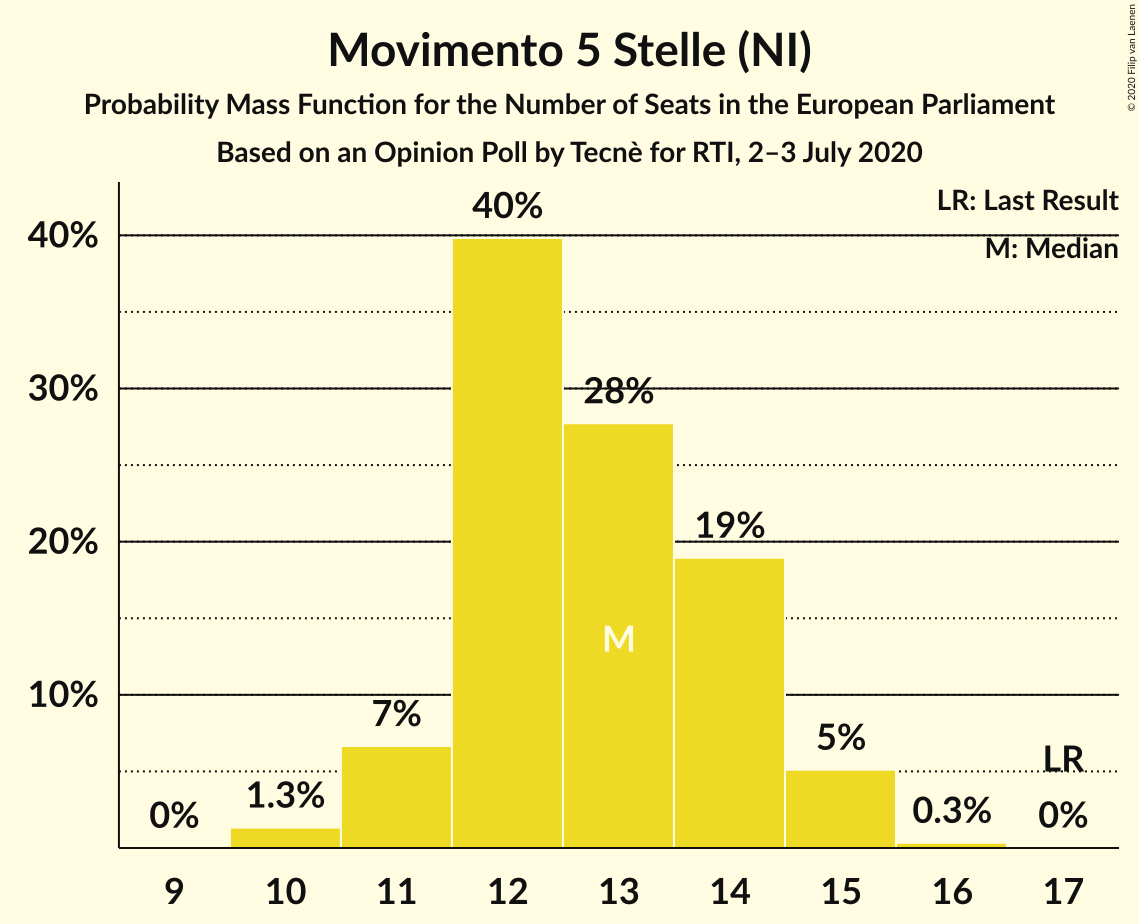 Movimento 5 Stelle (NI)
Probability Mass Function for the Number of Seats in the European Parliament
Based on an Opinion Poll by Tecnè for RTI, 2–3 July 2020
© 2020 Filip van Laenen
LR: Last Result
M: Median
40%
30%
20%
10%
0%
1.3%
7%
40%
28%
M
19%
5%
0.3%
LR
0%
9 10 11 12 13 14 15 16 17